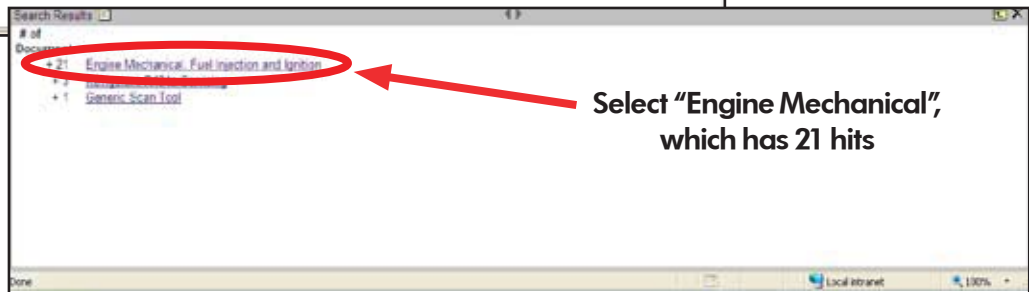 Search Results
# of
Document
+ 21 Engine Mechanical, Fuel Injection and Ignition
+ 3
+ 1 Generic Scan Tool
Select “Engine Mechanical”,
which has 21 hits
Done
Local intranet
100%